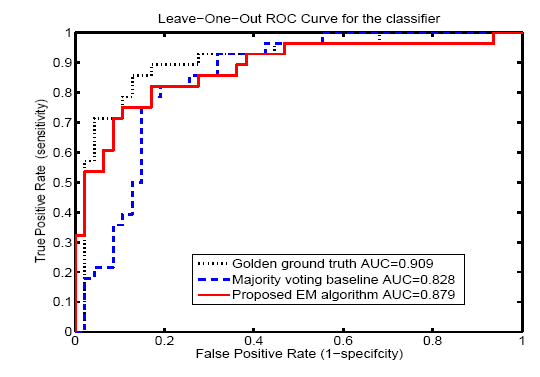 Leave-One-Out ROC Curve for the classifier
True Positive Rate (sensitivity)
1
0.9
0.8
0.7
0.6
0.5
0.4
0.3
0.2
0.1
0
Golden ground truth AUC=0.909
Majority voting baseline AUC=0.828
Proposed EM algorithm AUC=0.879
0 0.2 0.4 0.6 0.8 1
False Positive Rate (1-specifcity)